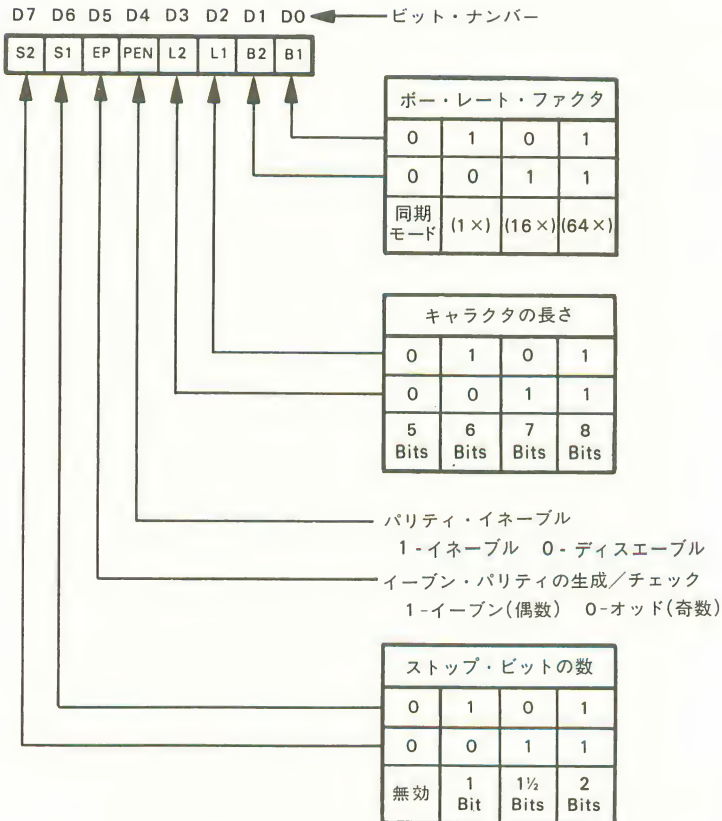 D7 D6 D5 D4 D3 D2 D1 D0 ビット・ナンバー
S2 S1 EP PEN L2 L1 B2 B1
ボー・レート・ファクタ
0 1 0 1
0 0 1 1
同期モード (1×) (16×) (64×)
キャラクタの長さ
0 1 0 1
0 0 1 1
5 Bits 6 Bits 7 Bits 8 Bits
パリティ・イネーブル
1-イネーブル 0-ディスエーブル
イーブン・パリティの生成/チェック
1-イーブン(偶数) 0-オッド(奇数)
ストップ・ビットの数
0 1 0 1
0 0 1 1
無効 1 Bit 1½ Bits 2 Bits